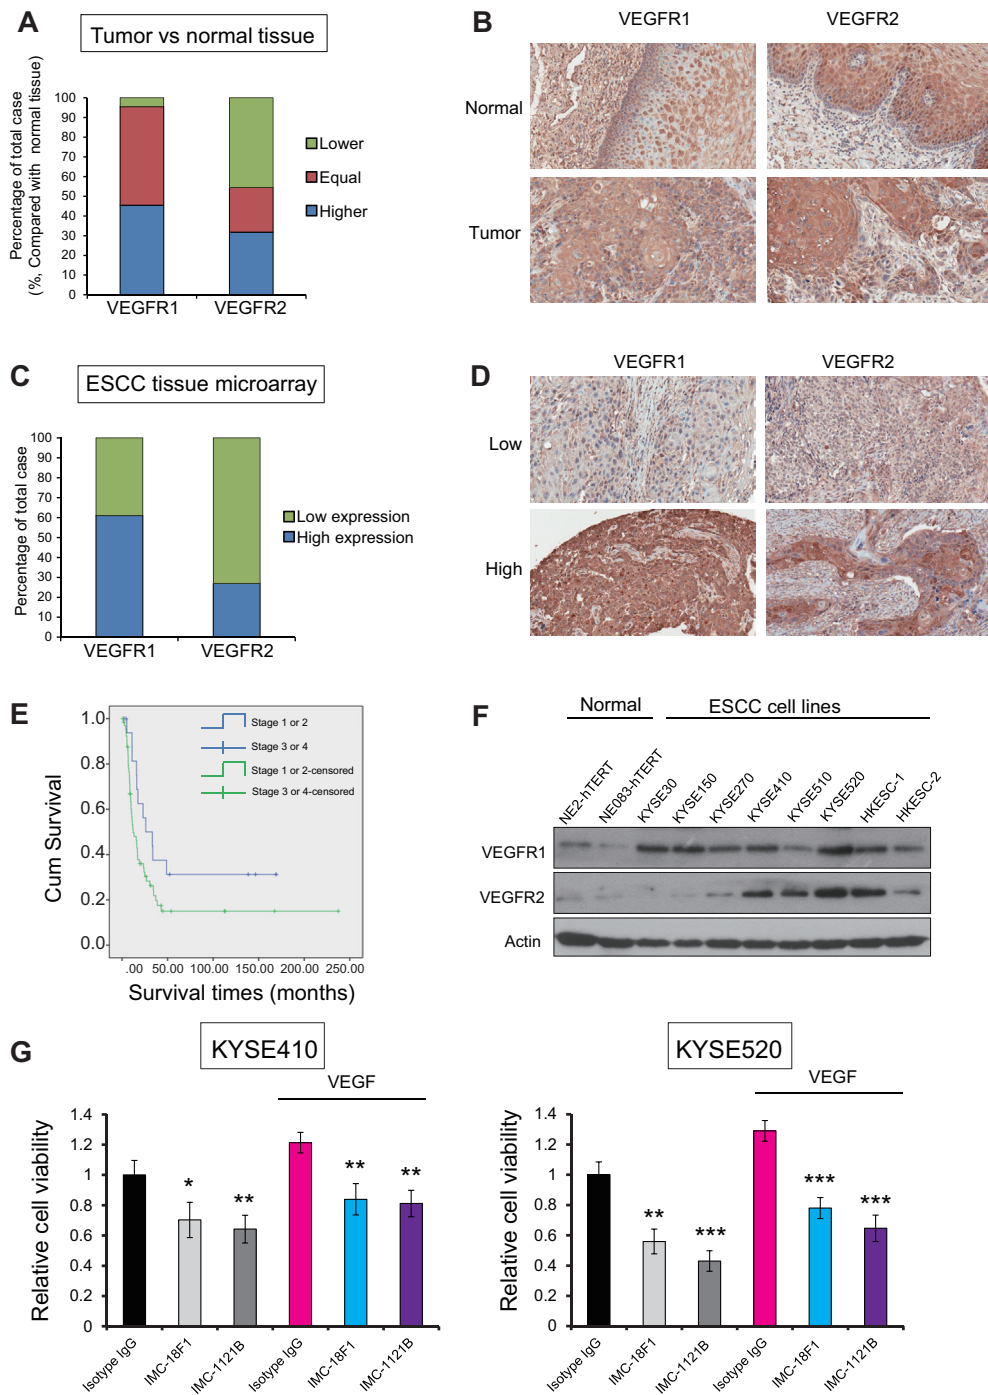 A
Tumor vs normal tissue
Percentage of total case
(%, Compared with normal tissue)
100
90
80
70
60
50
40
30
20
10
0
VEGFR1
VEGFR2
Lower
Equal
Higher
B
VEGFR1
VEGFR2
Normal
Tumor
C
ESCC tissue microarray
Percentage of total case
100
90
80
70
60
50
40
30
20
10
0
VEGFR1
VEGFR2
Low expression
High expression
D
VEGFR1
VEGFR2
Low
High
E
Cum Survival
1.0
0.8
0.6
0.4
0.2
0.0
.00 50.00 100.00 150.00 200.00 250.00
Survival times (months)
Stage 1 or 2
Stage 3 or 4
Stage 1 or 2-censored
Stage 3 or 4-censored
F
Normal
ESCC cell lines
NE2-hTERT
NE083-hTERT
KYSE30
KYSE150
KYSE270
KYSE410
KYSE510
KYSE520
HKESC-1
HKESC-2
VEGFR1
VEGFR2
Actin
G
KYSE410
VEGF
Relative cell viability
1.4
1.2
1
0.8
0.6
0.4
0.2
0
*
**
**
**
Isotype IgG
IMC-18F1
IMC-1121B
Isotype IgG
IMC-18F1
IMC-1121B
KYSE520
VEGF
Relative cell viability
1.4
1.2
1
0.8
0.6
0.4
0.2
0
**
***
***
***
Isotype IgG
IMC-18F1
IMC-1121B
Isotype IgG
IMC-18F1
IMC-1121B